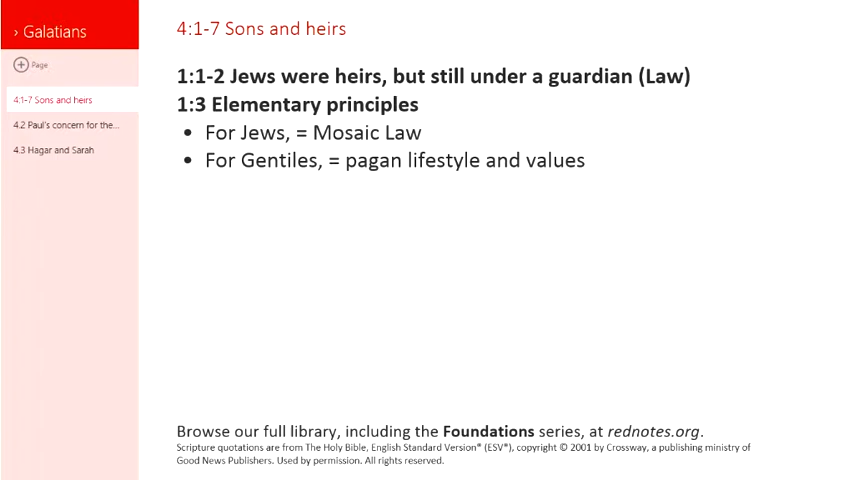 › Galatians
Page
4:1-7 Sons and heirs
4.2 Paul's concern for the...
4.3 Hagar and Sarah
4:1-7 Sons and heirs
1:1-2 Jews were heirs, but still under a guardian (Law)
1:3 Elementary principles
• For Jews, = Mosaic Law
• For Gentiles, = pagan lifestyle and values
Browse our full library, including the Foundations series, at rednotes.org.
Scripture quotations are from The Holy Bible, English Standard Version® (ESV®), copyright © 2001 by Crossway, a publishing ministry of
Good News Publishers. Used by permission. All rights reserved.